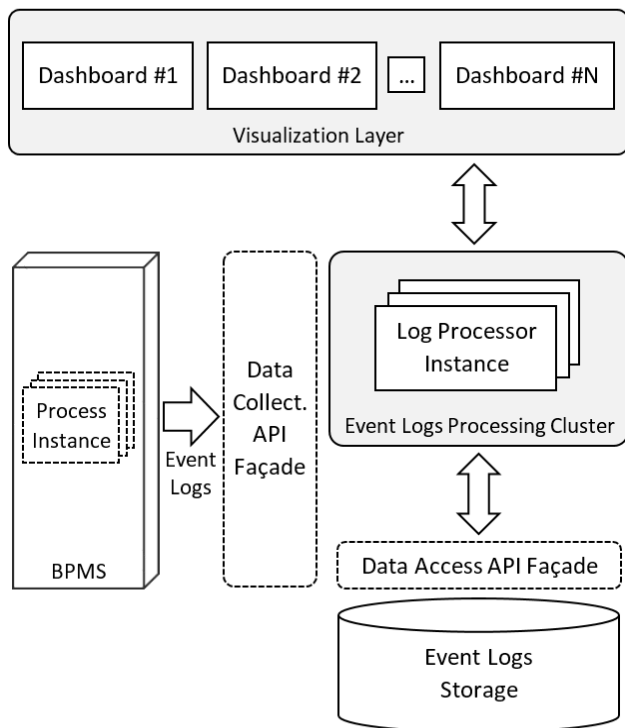 Dashboard #1
Dashboard #2
...
Dashboard #N
Visualization Layer
Process
Instance
BPMS
Event
Logs
Data
Collect.
API
Façade
Log Processor
Instance
Event Logs Processing Cluster
Data Access API Façade
Event Logs
Storage